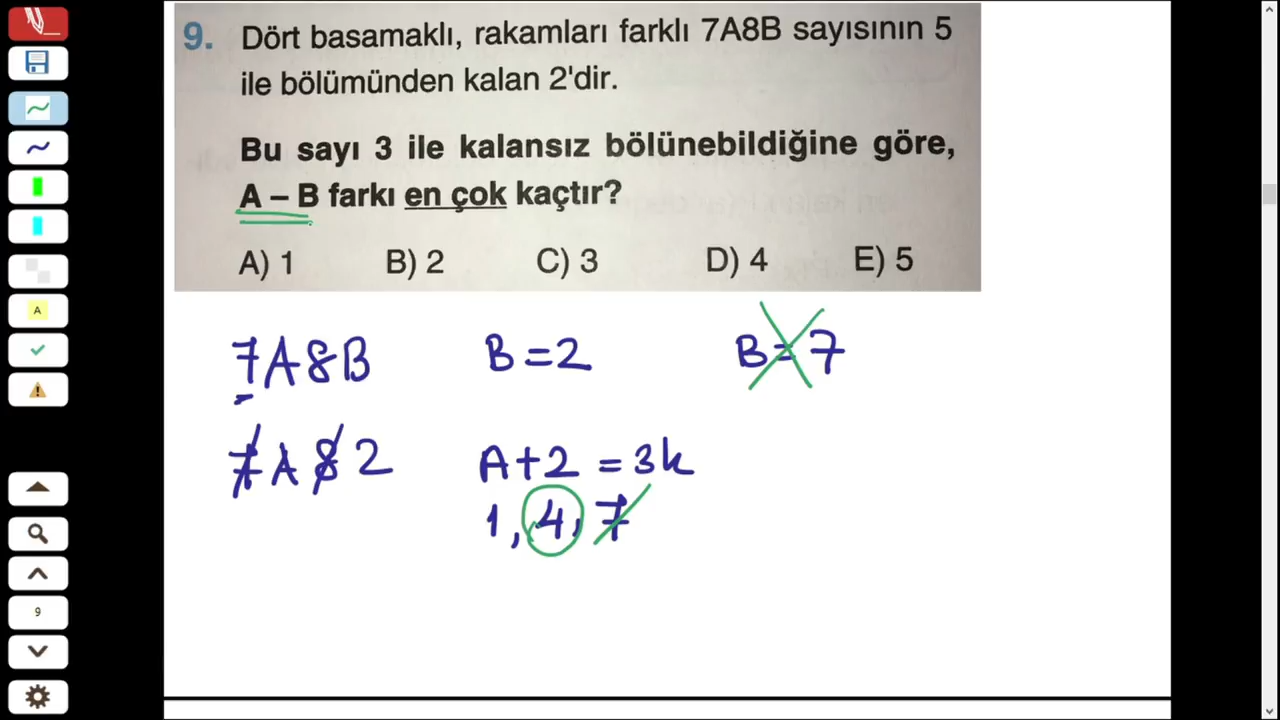 9. Dört basamaklı, rakamları farklı 7A8B sayısının 5
ile bölümünden kalan 2'dir.
Bu sayı 3 ile kalansız bölünebildiğine göre,
A – B farkı en çok kaçtır?
A) 1 B) 2 C) 3 D) 4 E) 5
7A8B B=2 B=7
7A82 A+2=3k
1, 4, 7
A
9